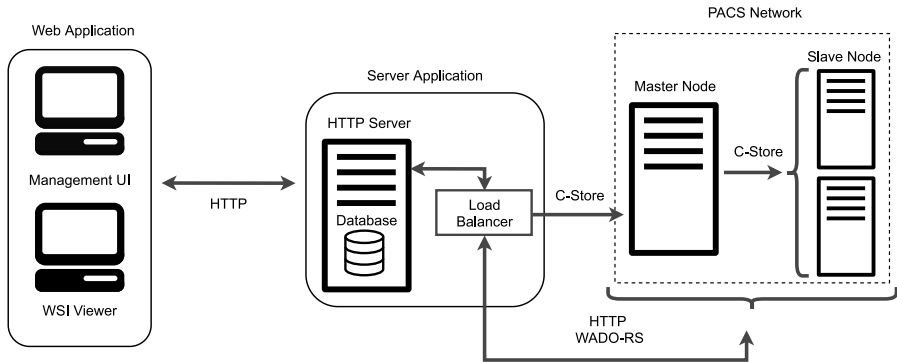 Web Application
Management UI
WSI Viewer
HTTP
Server Application
HTTP Server
Database
Load
Balancer
C-Store
PACS Network
Master Node
C-Store
Slave Node
HTTP
WADO-RS